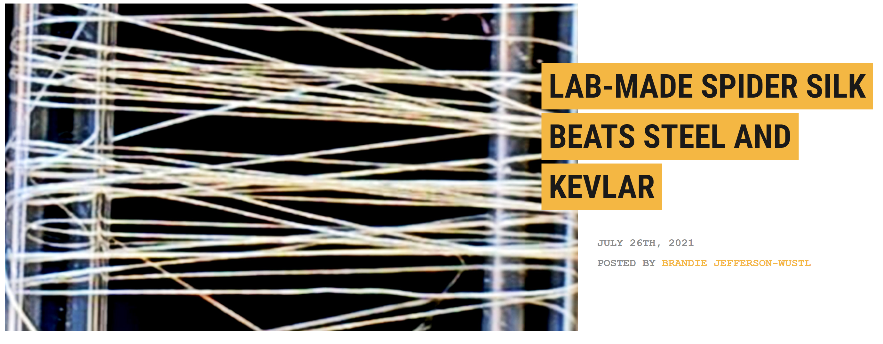 LAB-MADE SPIDER SILK
BEATS STEEL AND
KEVLAR
JULY 26TH, 2021
POSTED BY BRANDIE JEFFERSON-WUSTL